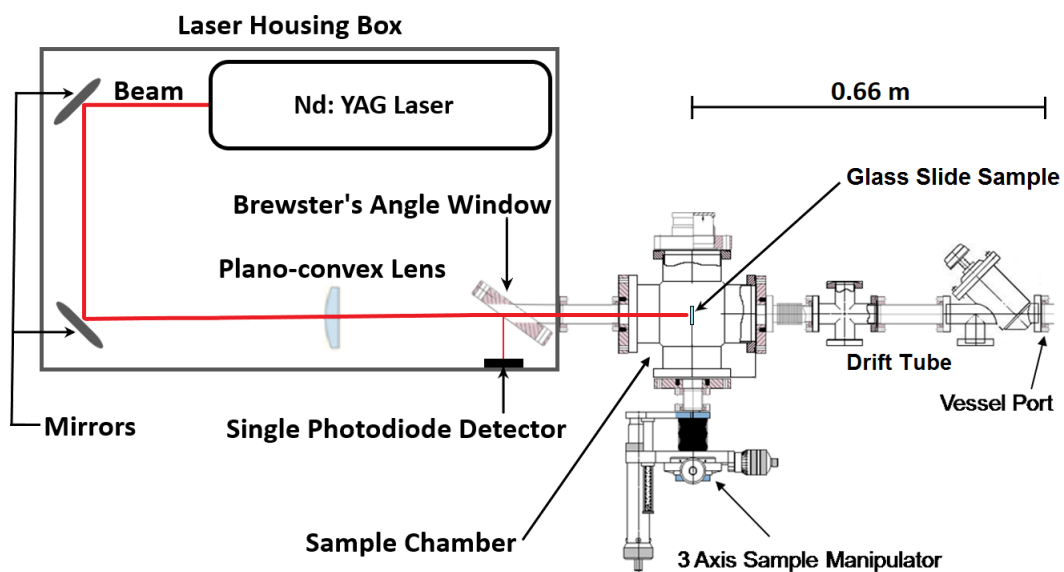 Laser Housing Box
Beam
Nd: YAG Laser
0.66 m
Glass Slide Sample
Brewster's Angle Window
Plano-convex Lens
Drift Tube
Vessel Port
Mirrors
Single Photodiode Detector
Sample Chamber
3 Axis Sample Manipulator